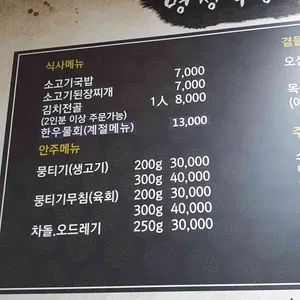 식사메뉴
소고기국밥 7,000
소고기된장찌개 7,000
김치전골 1人 8,000
(2인분 이상 주문가능)
한우물회(계절메뉴) 13,000
안주메뉴
뭉티기(생고기) 200g 30,000
300g 40,000
뭉티기무침(육회) 200g 30,000
300g 40,000
차돌.오드레기 250g 30,000